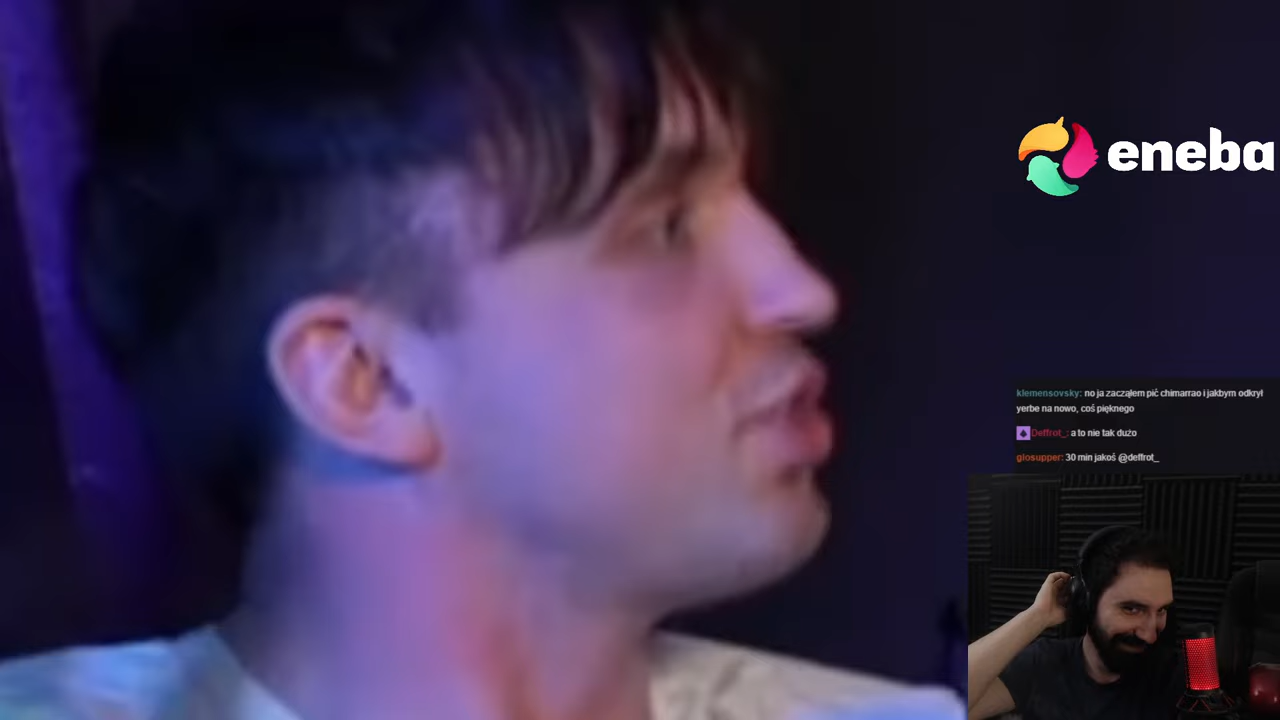 eneba
klemensovsky: no ja zacząłem pić chimarrao i jakbym odkrył
yerbe na nowo, coś pięknego
Deffrot_: a to nie tak dużo
glosupper: 30 min jakoś @deffrot_